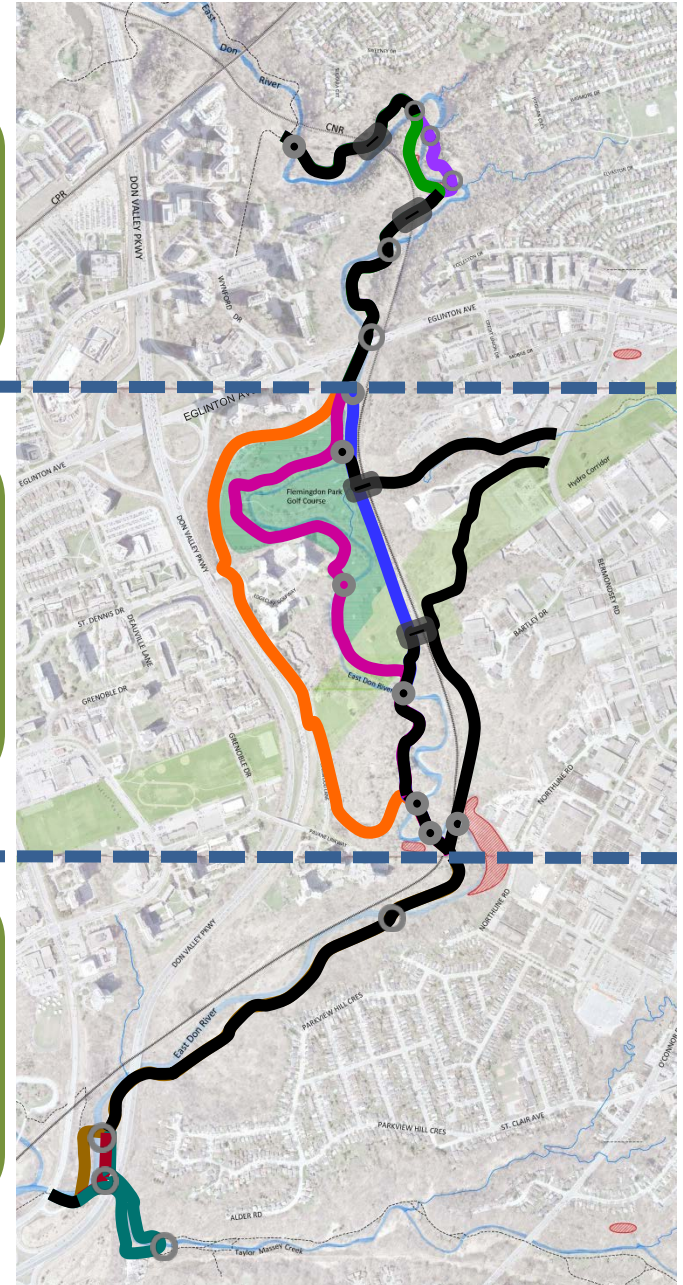 East
Don
River
SWEENEY DR
CNR
CPR
DON VALLEY PKWY
WYNFORD
DR
ECCLESTON DR
EGLINTON AVE
EGLINTON AVE
EGLINTON AVE
Flemingdon Park
Golf Course
Hydro Corridor
DON VALLEY PKWY
BERMONDSEY RD
ST. DENNIS DR
DEAUVILLE LANE
BARTLEY DR
GRENOBLE DR
East Don River
GRENOBLE DR
NORTHLINE RD
NORTHLINE RD
DON VALLEY PKWY
East Don River
PARKVIEW HILL CRES
O'CONNOR
PARKVIEW HILL CRES
ST. CLAIR AVE
ALDER RD
Taylor Massey Creek